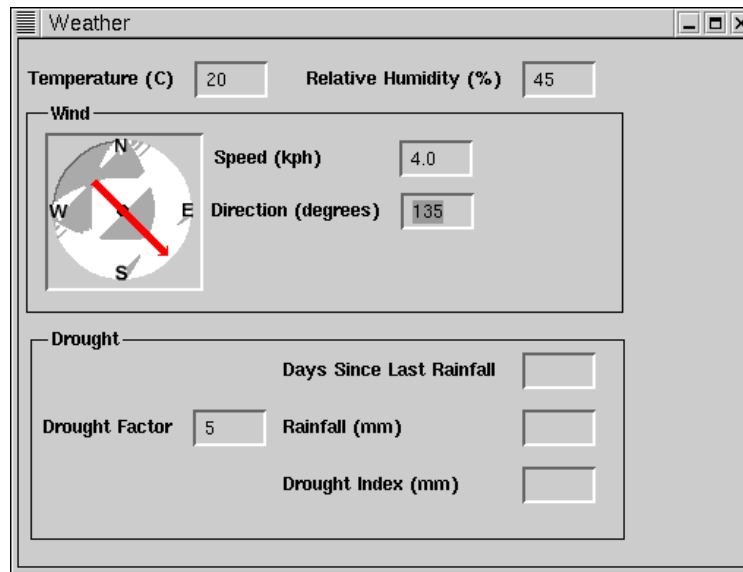 Weather
Temperature (C) 20 Relative Humidity (%) 45
Wind
N
W E
S
Speed (kph) 4.0
Direction (degrees) 135
Drought
Days Since Last Rainfall
Drought Factor 5 Rainfall (mm)
Drought Index (mm)